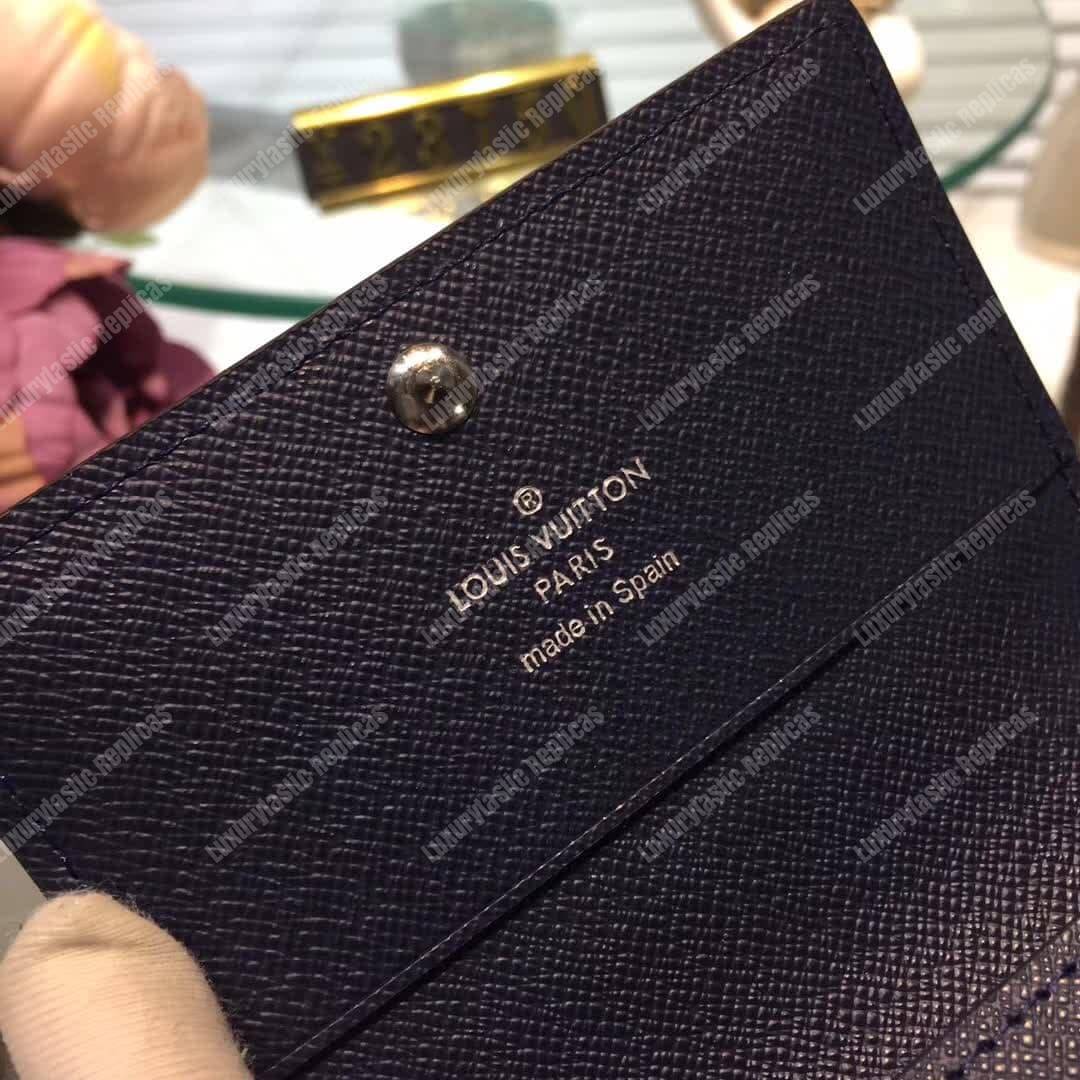 ®
LOUIS VUITTON
PARIS
made in Spain
Luxurylastic Replicas